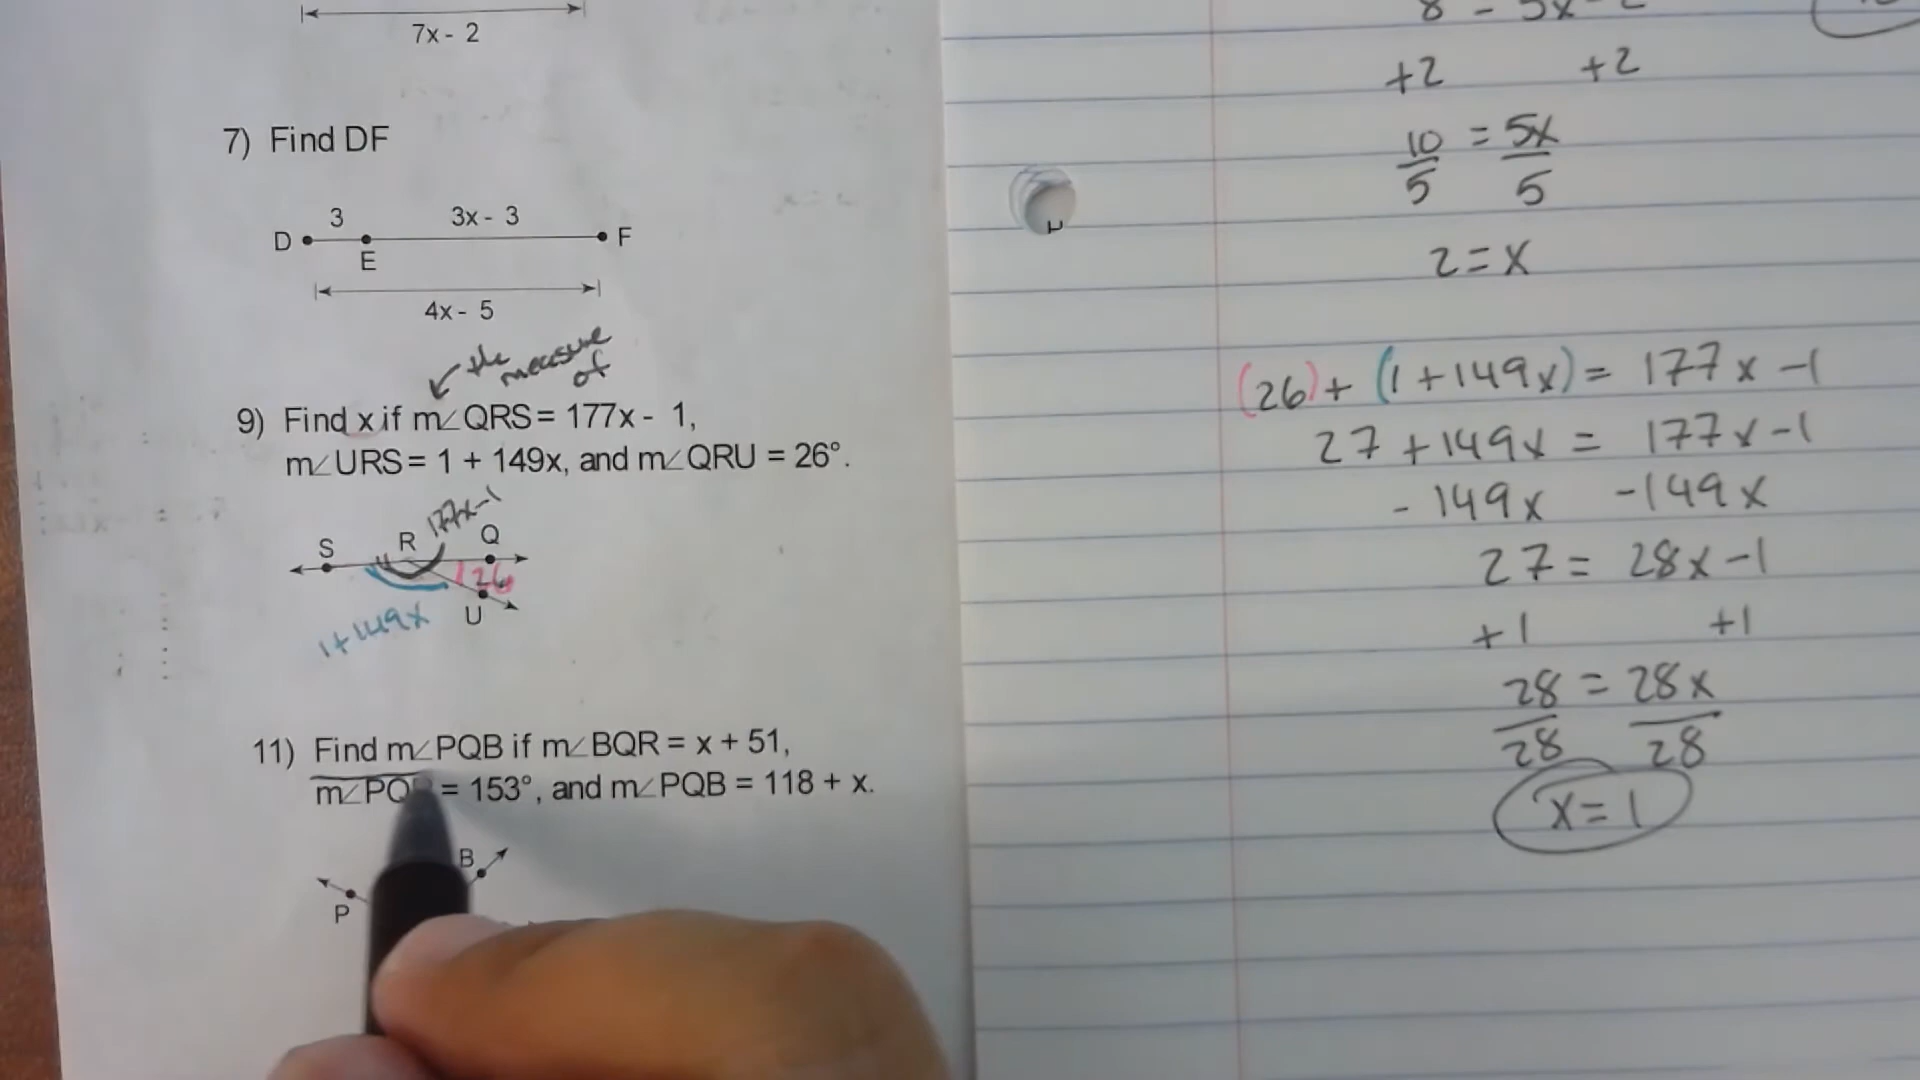 7x - 2
7) Find DF
3
3x - 3
D
E
F
4x - 5
the measure of
9) Find x if m∠QRS = 177x - 1,
m∠URS = 1 + 149x, and m∠QRU = 26°.
177x-1
S
R
Q
26
U
1+149x
11) Find m∠PQB if m∠BQR = x + 51,
m∠PQ = 153°, and m∠PQB = 118 + x.
B
P
+2 +2
10 = 5x
5 5
2 = x
(26) + (1 + 149x) = 177x - 1
27 + 149x = 177x - 1
- 149x - 149x
27 = 28x - 1
+1 +1
28 = 28x
28 28
x = 1